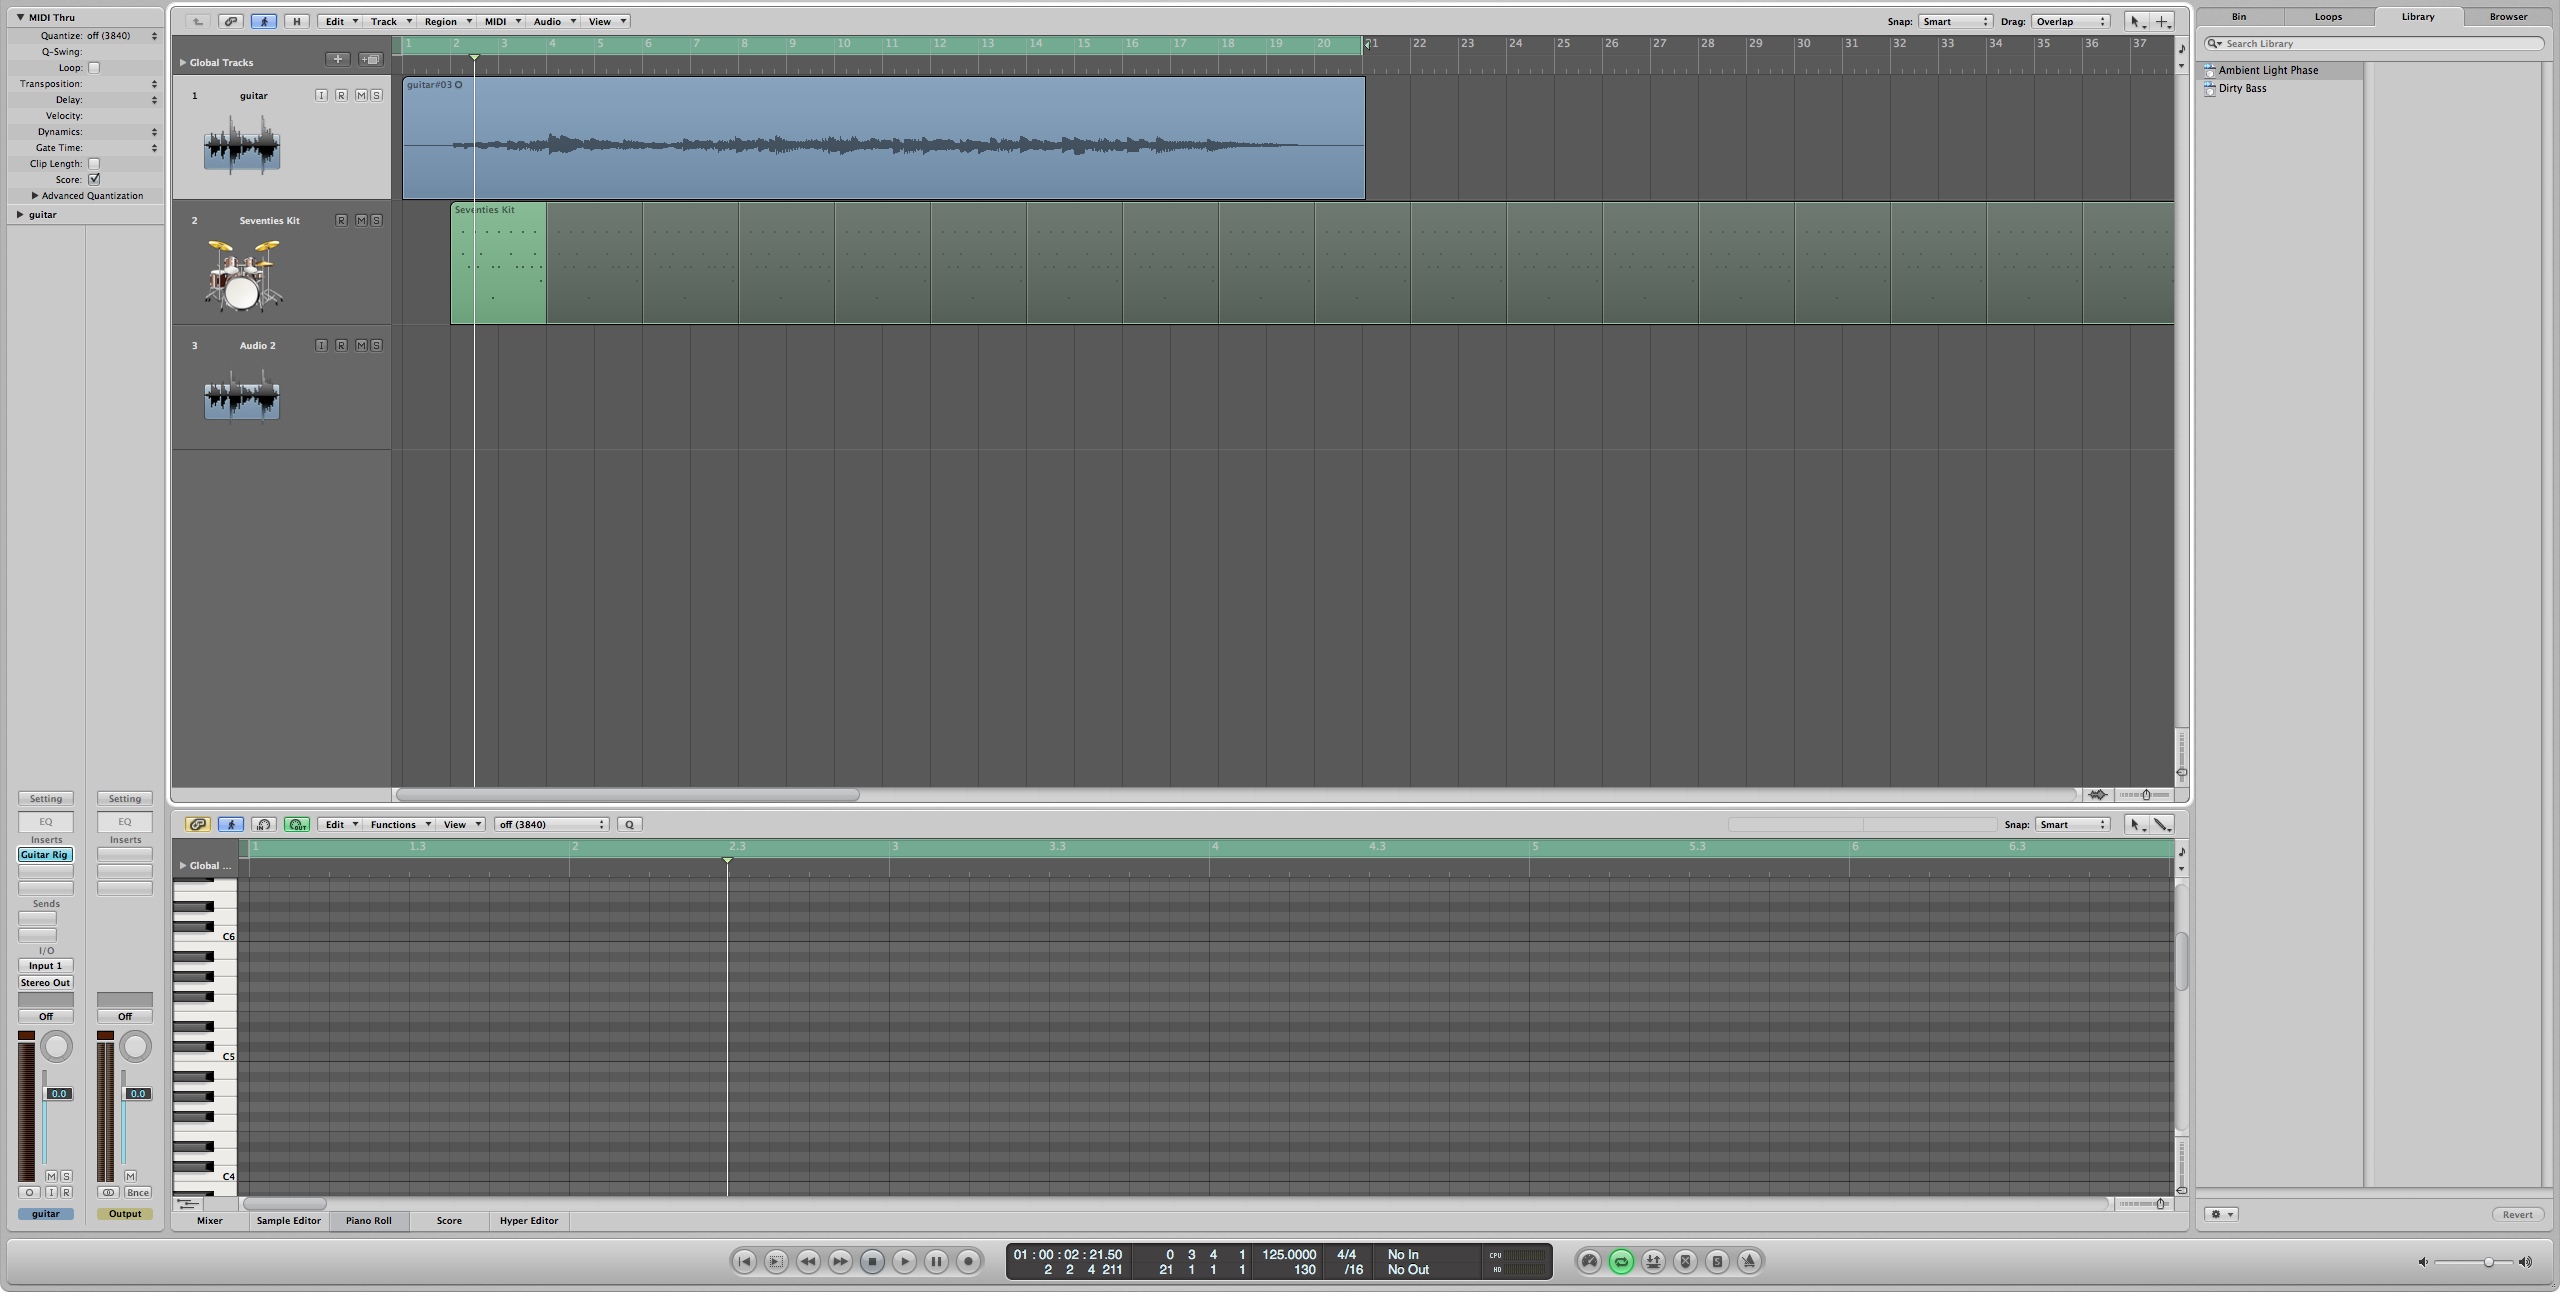 MIDI Thru
Quantize: off (3840)
Q-Swing:
Loop:
Transposition:
Delay:
Velocity:
Dynamics:
Gate Time:
Clip Length:
Score:
Advanced Quantization
guitar
H Edit Track Region MIDI Audio View Snap: Smart Drag: Overlap
Bin Loops Library Browser
Search Library
Ambient Light Phase
Dirty Bass
Global Tracks
1 2 3 4 5 6 7 8 9 10 11 12 13 14 15 16 17 18 19 20 21 22 23 24 25 26 27 28 29 30 31 32 33 34 35 36 37
1 guitar I R M S
guitar#03
2 Seventies Kit R M S
Seventies Kit
3 Audio 2 I R M S
Setting Setting
EQ EQ
Inserts Inserts
Guitar Rig
Sends
I/O
Input 1
Stereo Out
Off Off
0.0 0.0
M S M
O I R Bnce
guitar Output
IN OUT Edit Functions View off (3840) Q Snap: Smart
Global ...
1 1.3 2 2.3 3 3.3 4 4.3 5 5.3 6 6.3
C6
C5
C4
Mixer Sample Editor Piano Roll Score Hyper Editor
Revert
01 : 00 : 02 : 21.50 0 3 4 1 125.0000 4/4 No In CPU
2 2 4 211 21 1 1 1 130 /16 No Out HD
S